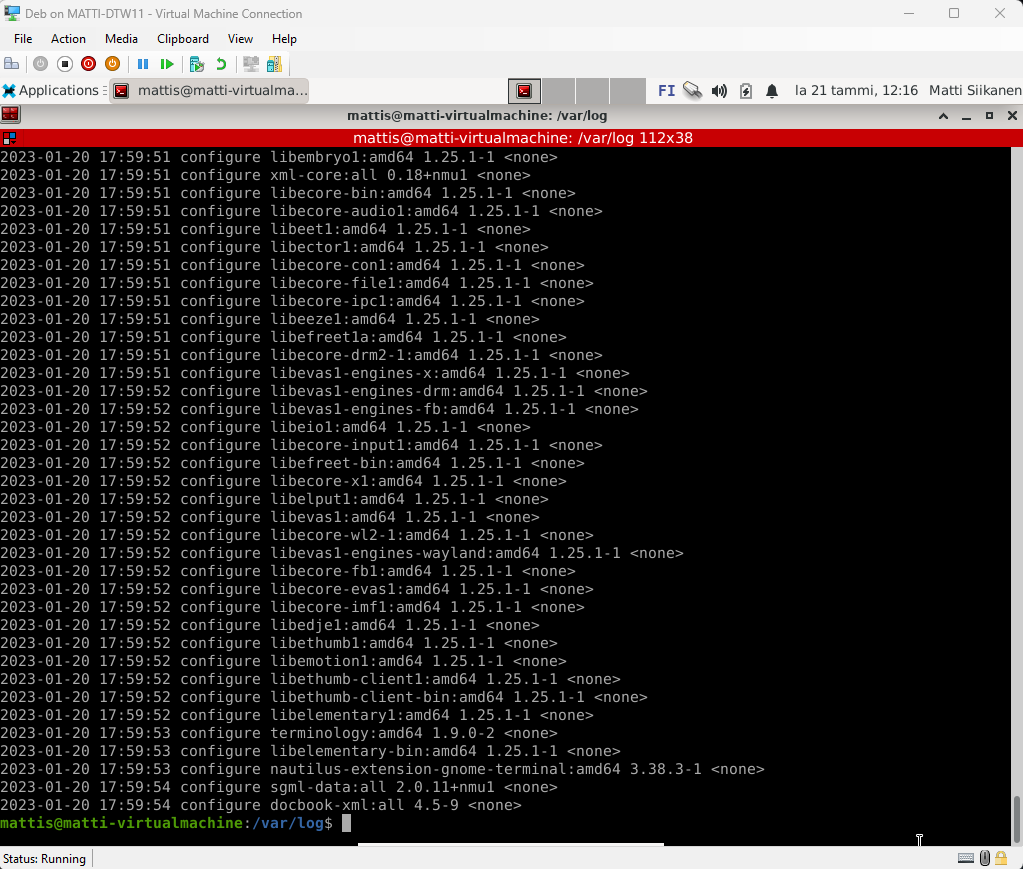 Deb on MATTI-DTW11 - Virtual Machine Connection
File Action Media Clipboard View Help
Applications mattis@matti-virtualma... FI la 21 tammi, 12:16 Matti Siikanen
mattis@matti-virtualmachine: /var/log
mattis@matti-virtualmachine: /var/log 112x38
2023-01-20 17:59:51 configure libembryo1:amd64 1.25.1-1 <none>
2023-01-20 17:59:51 configure xml-core:all 0.18+nmu1 <none>
2023-01-20 17:59:51 configure libecore-bin:amd64 1.25.1-1 <none>
2023-01-20 17:59:51 configure libecore-audio1:amd64 1.25.1-1 <none>
2023-01-20 17:59:51 configure libeet1:amd64 1.25.1-1 <none>
2023-01-20 17:59:51 configure libector1:amd64 1.25.1-1 <none>
2023-01-20 17:59:51 configure libecore-con1:amd64 1.25.1-1 <none>
2023-01-20 17:59:51 configure libecore-file1:amd64 1.25.1-1 <none>
2023-01-20 17:59:51 configure libecore-ipc1:amd64 1.25.1-1 <none>
2023-01-20 17:59:51 configure libeeze1:amd64 1.25.1-1 <none>
2023-01-20 17:59:51 configure libefreet1a:amd64 1.25.1-1 <none>
2023-01-20 17:59:51 configure libecore-drm2-1:amd64 1.25.1-1 <none>
2023-01-20 17:59:51 configure libevas1-engines-x:amd64 1.25.1-1 <none>
2023-01-20 17:59:52 configure libevas1-engines-drm:amd64 1.25.1-1 <none>
2023-01-20 17:59:52 configure libevas1-engines-fb:amd64 1.25.1-1 <none>
2023-01-20 17:59:52 configure libeio1:amd64 1.25.1-1 <none>
2023-01-20 17:59:52 configure libecore-input1:amd64 1.25.1-1 <none>
2023-01-20 17:59:52 configure libefreet-bin:amd64 1.25.1-1 <none>
2023-01-20 17:59:52 configure libecore-x1:amd64 1.25.1-1 <none>
2023-01-20 17:59:52 configure libelput1:amd64 1.25.1-1 <none>
2023-01-20 17:59:52 configure libevas1:amd64 1.25.1-1 <none>
2023-01-20 17:59:52 configure libecore-wl2-1:amd64 1.25.1-1 <none>
2023-01-20 17:59:52 configure libevas1-engines-wayland:amd64 1.25.1-1 <none>
2023-01-20 17:59:52 configure libecore-fb1:amd64 1.25.1-1 <none>
2023-01-20 17:59:52 configure libecore-evas1:amd64 1.25.1-1 <none>
2023-01-20 17:59:52 configure libecore-imf1:amd64 1.25.1-1 <none>
2023-01-20 17:59:52 configure libedje1:amd64 1.25.1-1 <none>
2023-01-20 17:59:52 configure libethumb1:amd64 1.25.1-1 <none>
2023-01-20 17:59:52 configure libemotion1:amd64 1.25.1-1 <none>
2023-01-20 17:59:52 configure libethumb-client1:amd64 1.25.1-1 <none>
2023-01-20 17:59:52 configure libethumb-client-bin:amd64 1.25.1-1 <none>
2023-01-20 17:59:52 configure libelementary1:amd64 1.25.1-1 <none>
2023-01-20 17:59:53 configure terminology:amd64 1.9.0-2 <none>
2023-01-20 17:59:53 configure libelementary-bin:amd64 1.25.1-1 <none>
2023-01-20 17:59:53 configure nautilus-extension-gnome-terminal:amd64 3.38.3-1 <none>
2023-01-20 17:59:54 configure sgml-data:all 2.0.11+nmu1 <none>
2023-01-20 17:59:54 configure docbook-xml:all 4.5-9 <none>
mattis@matti-virtualmachine:/var/log$
Status: Running